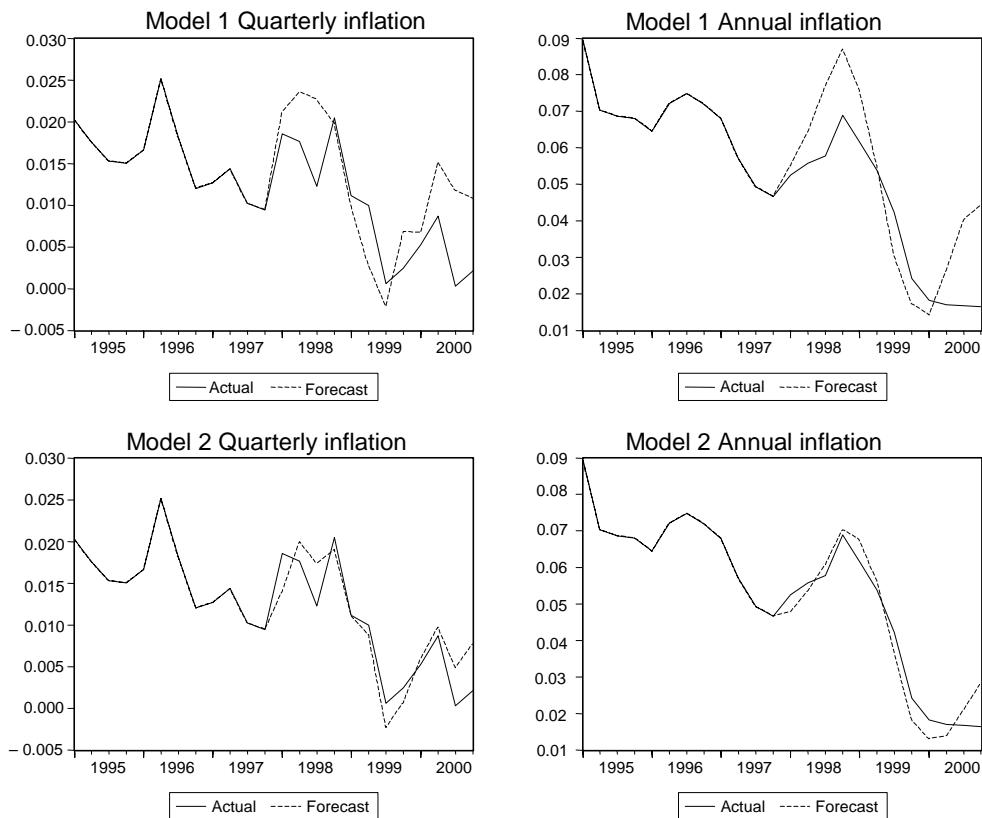 Model 1 Quarterly inflation
0.030
0.025
0.020
0.015
0.010
0.005
0.000
–0.005
1995 1996 1997 1998 1999 2000
Actual Forecast
Model 1 Annual inflation
0.09
0.08
0.07
0.06
0.05
0.04
0.03
0.02
0.01
1995 1996 1997 1998 1999 2000
Actual Forecast
Model 2 Quarterly inflation
0.030
0.025
0.020
0.015
0.010
0.005
0.000
–0.005
1995 1996 1997 1998 1999 2000
Actual Forecast
Model 2 Annual inflation
0.09
0.08
0.07
0.06
0.05
0.04
0.03
0.02
0.01
1995 1996 1997 1998 1999 2000
Actual Forecast